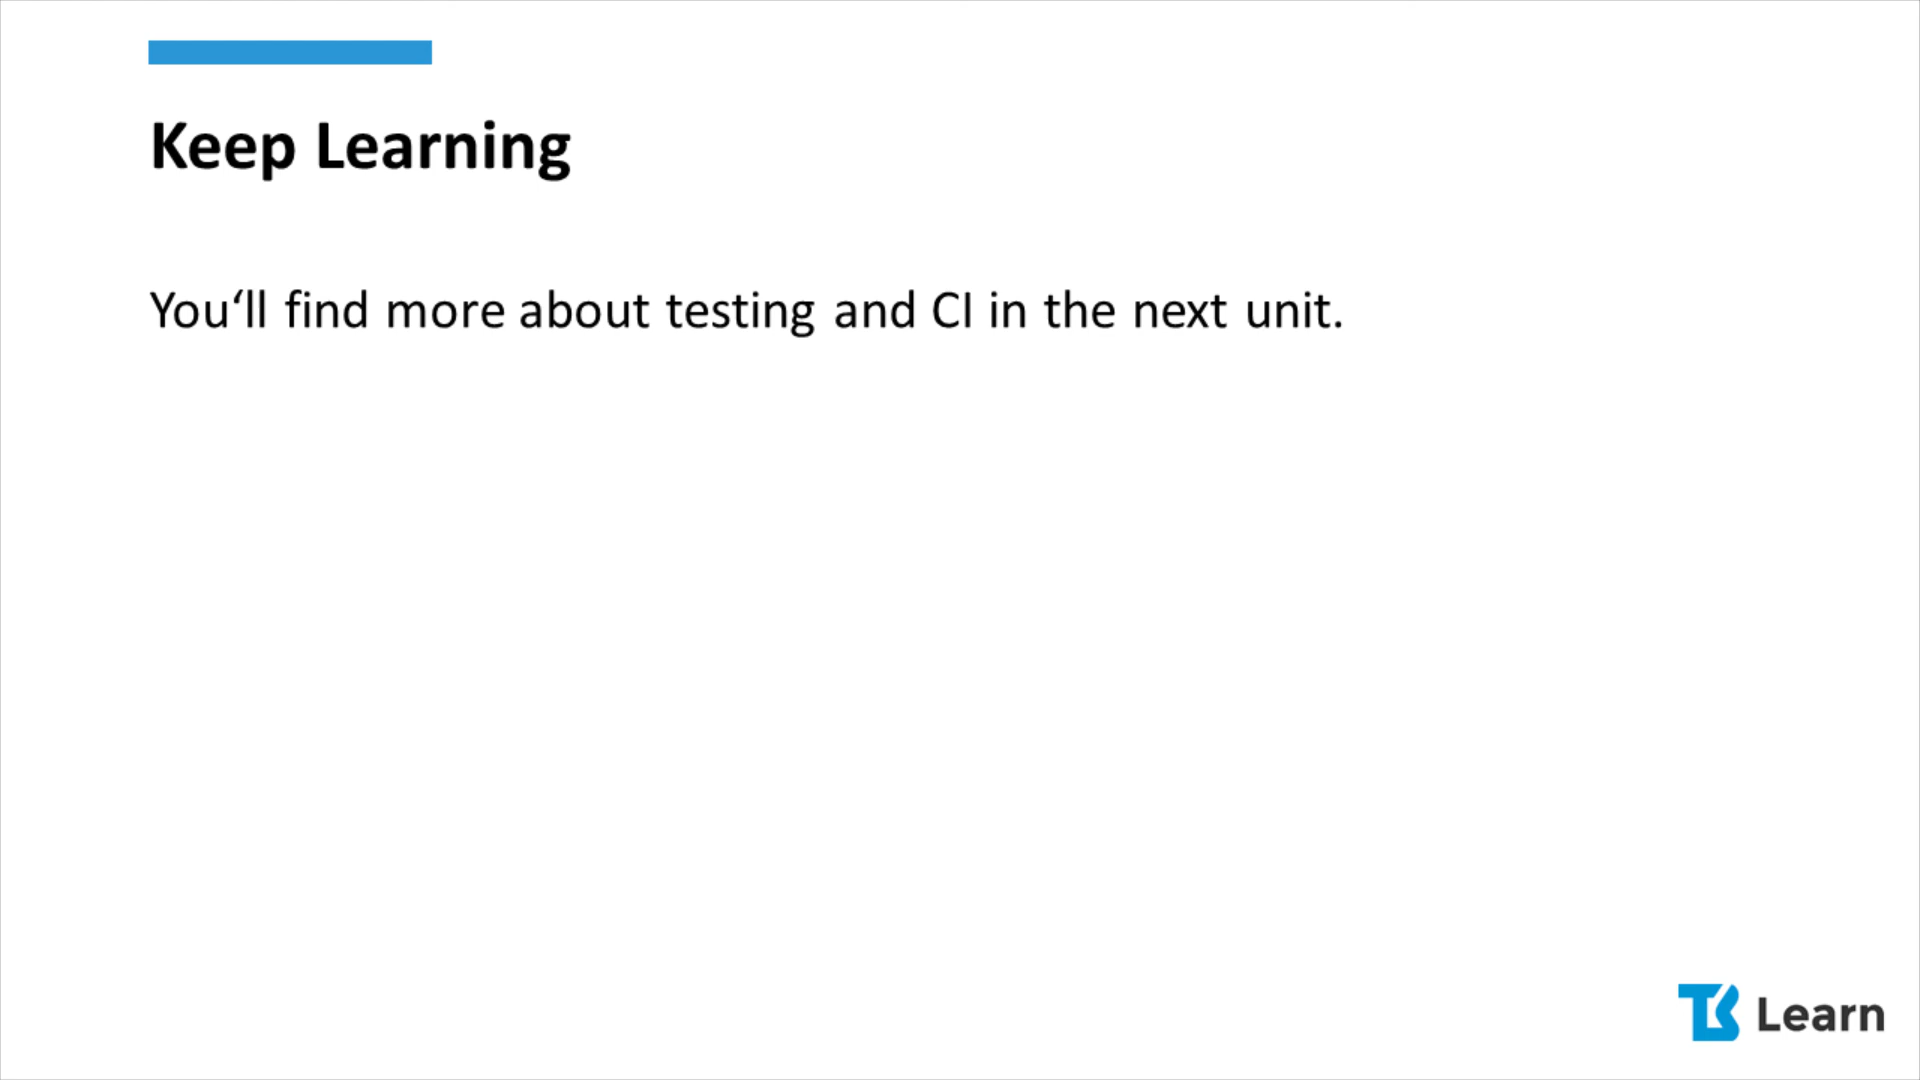 Keep Learning
You‘ll find more about testing and CI in the next unit.
Learn